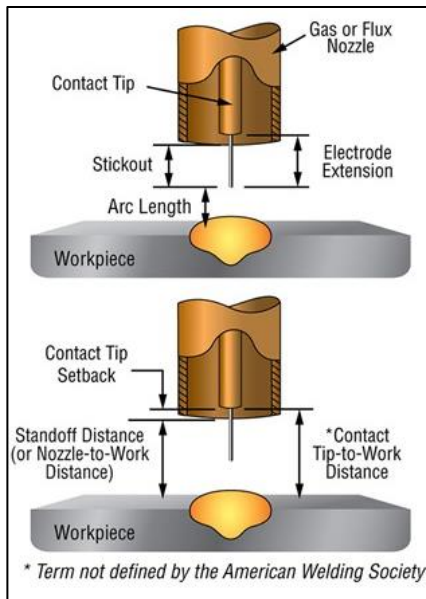 Gas or Flux
Nozzle
Contact Tip
Stickout
Electrode
Extension
Arc Length
Workpiece
Contact Tip
Setback
Standoff Distance
(or Nozzle-to-Work
Distance)
*Contact
Tip-to-Work
Distance
Workpiece
* Term not defined by the American Welding Society